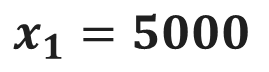 x₁ = 5000